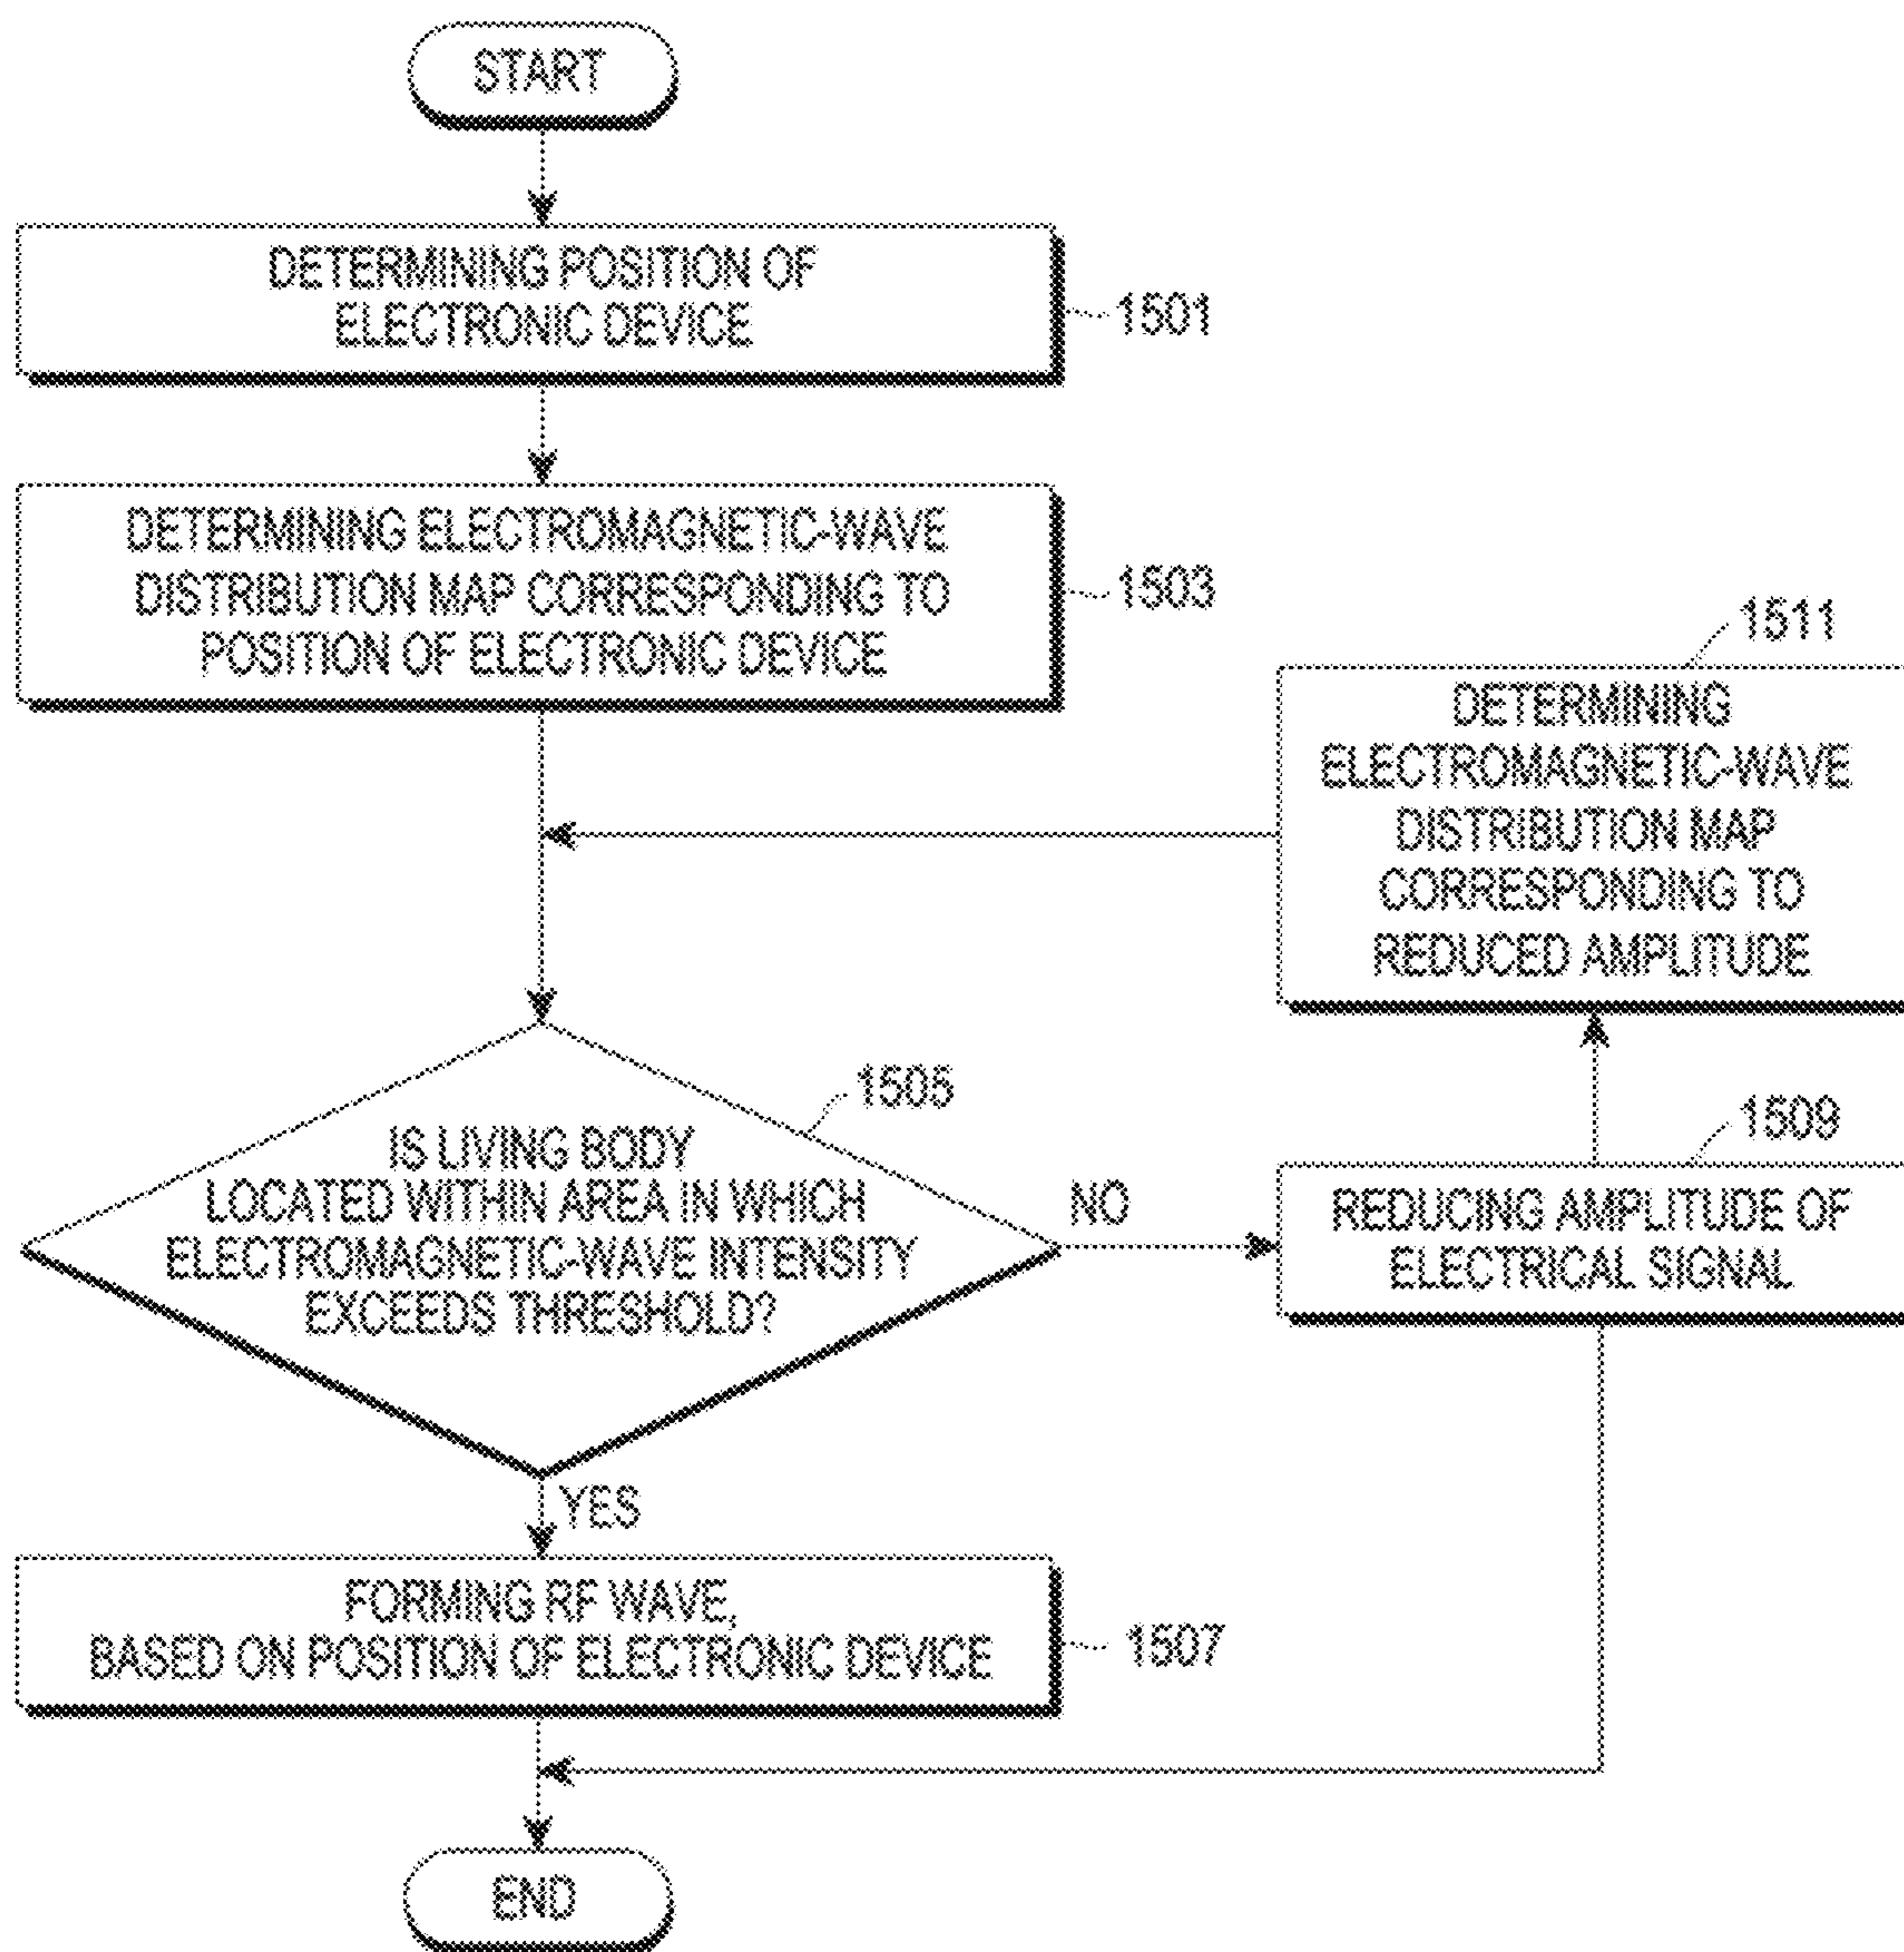 START
DETERMINING POSITION OF
ELECTRONIC DEVICE
1501
DETERMINING ELECTROMAGNETIC-WAVE
DISTRIBUTION MAP CORRESPONDING TO
POSITION OF ELECTRONIC DEVICE
1503
1511
DETERMINING
ELECTROMAGNETIC-WAVE
DISTRIBUTION MAP
CORRESPONDING TO
REDUCED AMPLITUDE
1505
IS LIVING BODY
LOCATED WITHIN AREA IN WHICH
ELECTROMAGNETIC-WAVE INTENSITY
EXCEEDS THRESHOLD?
NO
1509
REDUCING AMPLITUDE OF
ELECTRICAL SIGNAL
YES
FORMING RF WAVE,
BASED ON POSITION OF ELECTRONIC DEVICE
1507
END